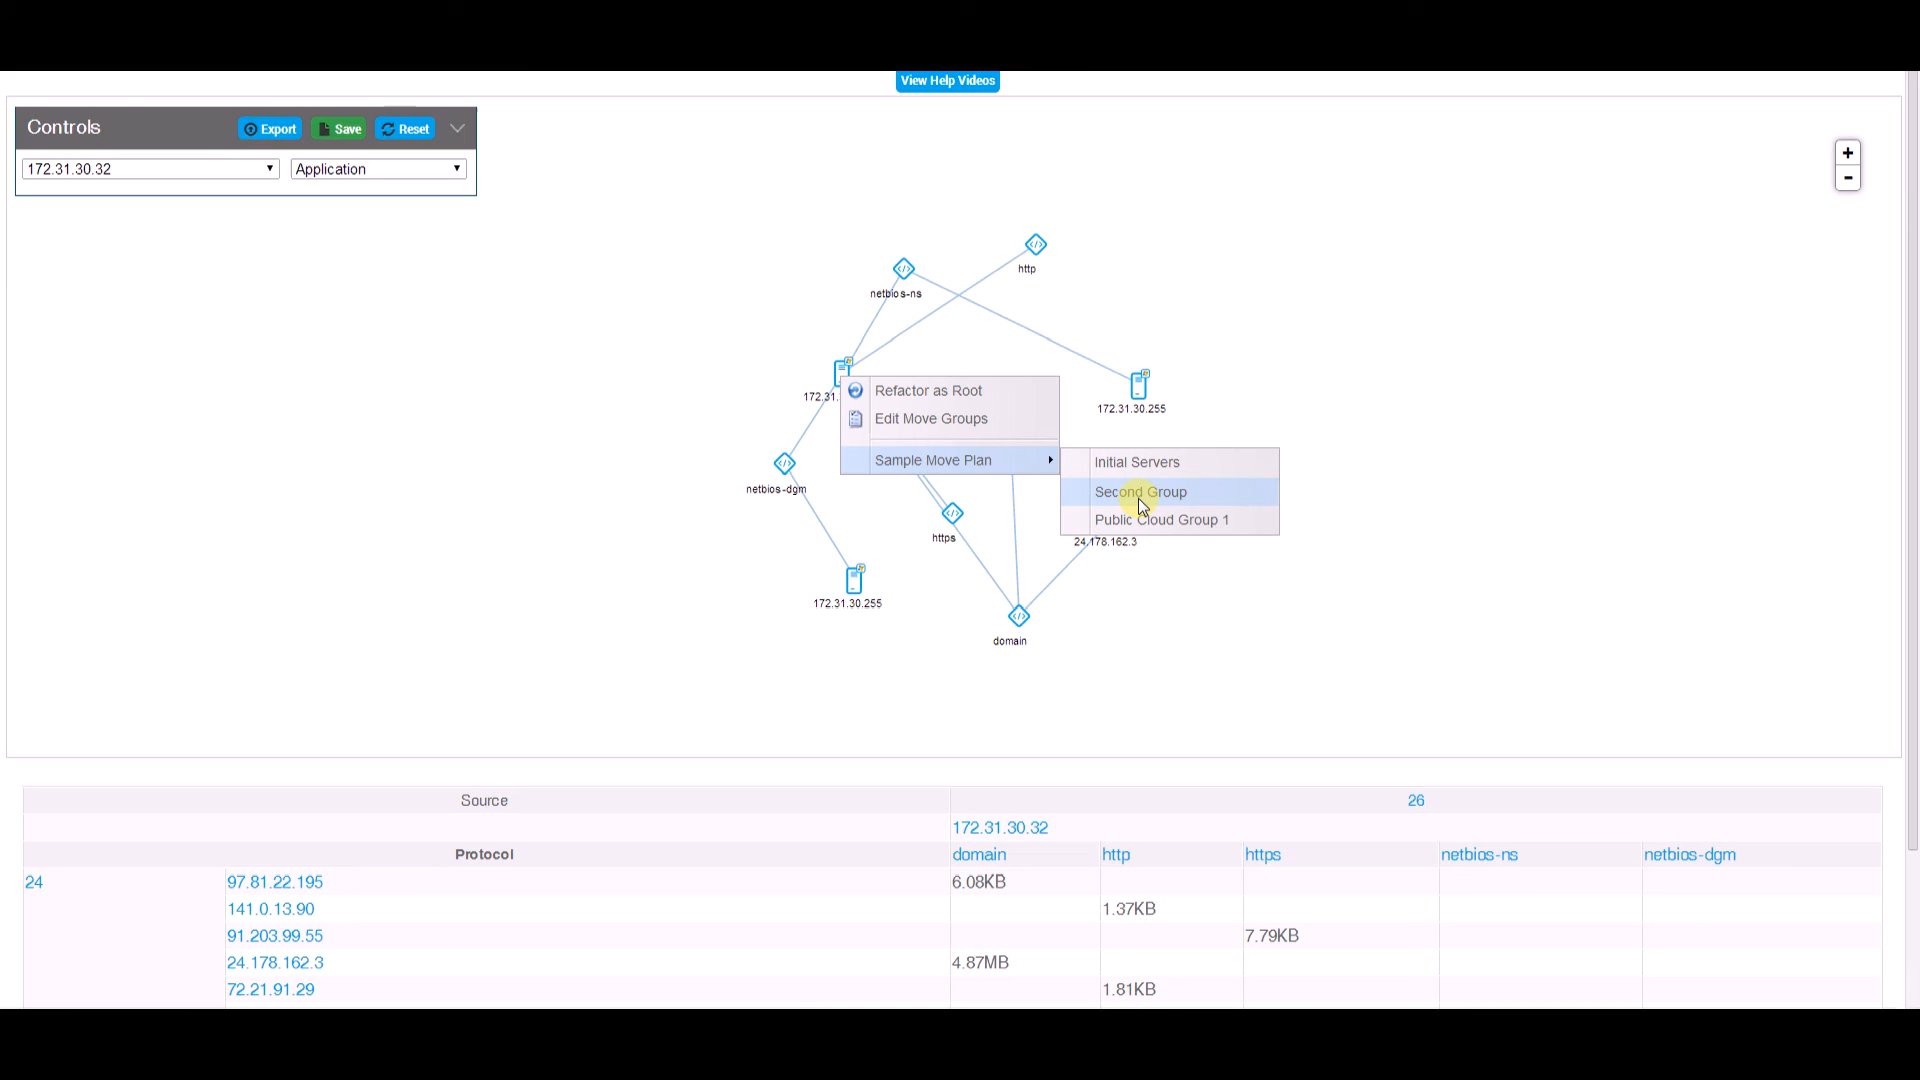 View Help Videos
Controls
Export
Save
Reset
172.31.30.32
Application
+
-
http
netbios-ns
172.31.
172.31.30.255
Refactor as Root
Edit Move Groups
Sample Move Plan
Initial Servers
Second Group
Public Cloud Group 1
netbios-dgm
https
24.178.162.3
172.31.30.255
domain
Source 26
172.31.30.32
Protocol domain http https netbios-ns netbios-dgm
24 97.81.22.195 6.08KB
141.0.13.90 1.37KB
91.203.99.55 7.79KB
24.178.162.3 4.87MB
72.21.91.29 1.81KB